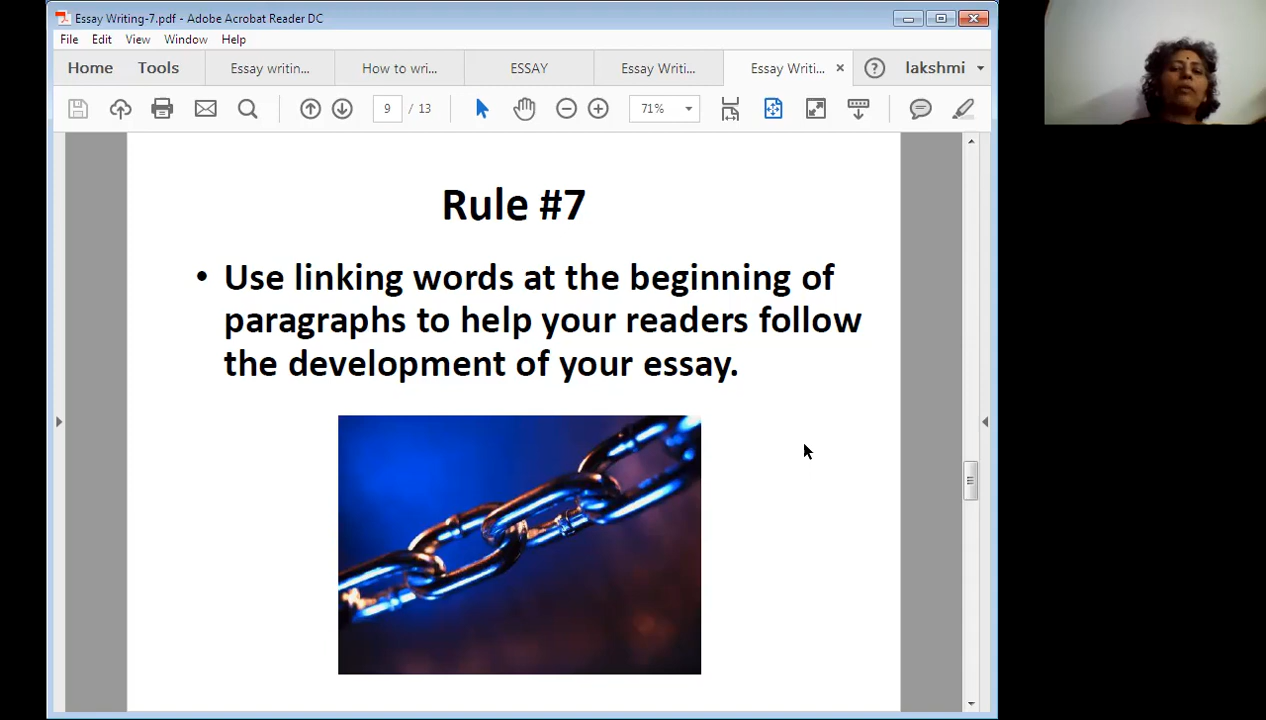 Essay Writing-7.pdf - Adobe Acrobat Reader DC
File Edit View Window Help
Home Tools Essay writin... How to wri... ESSAY Essay Writi... Essay Writi... × lakshmi
9 / 13 71%
Rule #7
• Use linking words at the beginning of
paragraphs to help your readers follow
the development of your essay.